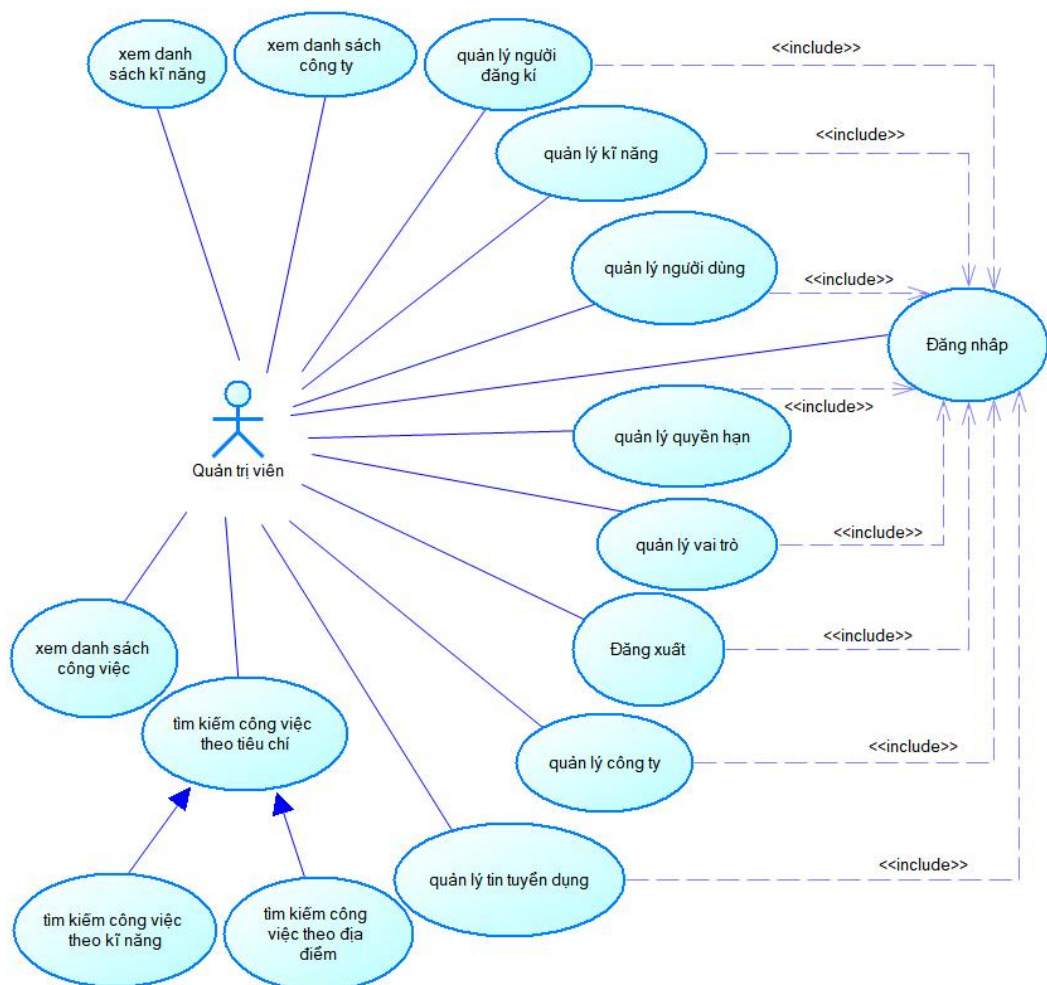 xem danh
sách kĩ năng
xem danh sách
công ty
quản lý người
đăng kí
<<include>>
quản lý kĩ năng
<<include>>
quản lý người dùng
<<include>>
Đăng nhâp
Quản trị viên
quản lý quyền hạn
<<include>>
quản lý vai trò
<<include>>
Đăng xuất
<<include>>
xem danh sách
công việc
tìm kiếm công việc
theo tiêu chí
quản lý công ty
<<include>>
quản lý tin tuyển dụng
<<include>>
tìm kiếm công việc
theo kĩ năng
tìm kiếm công
việc theo địa
điểm